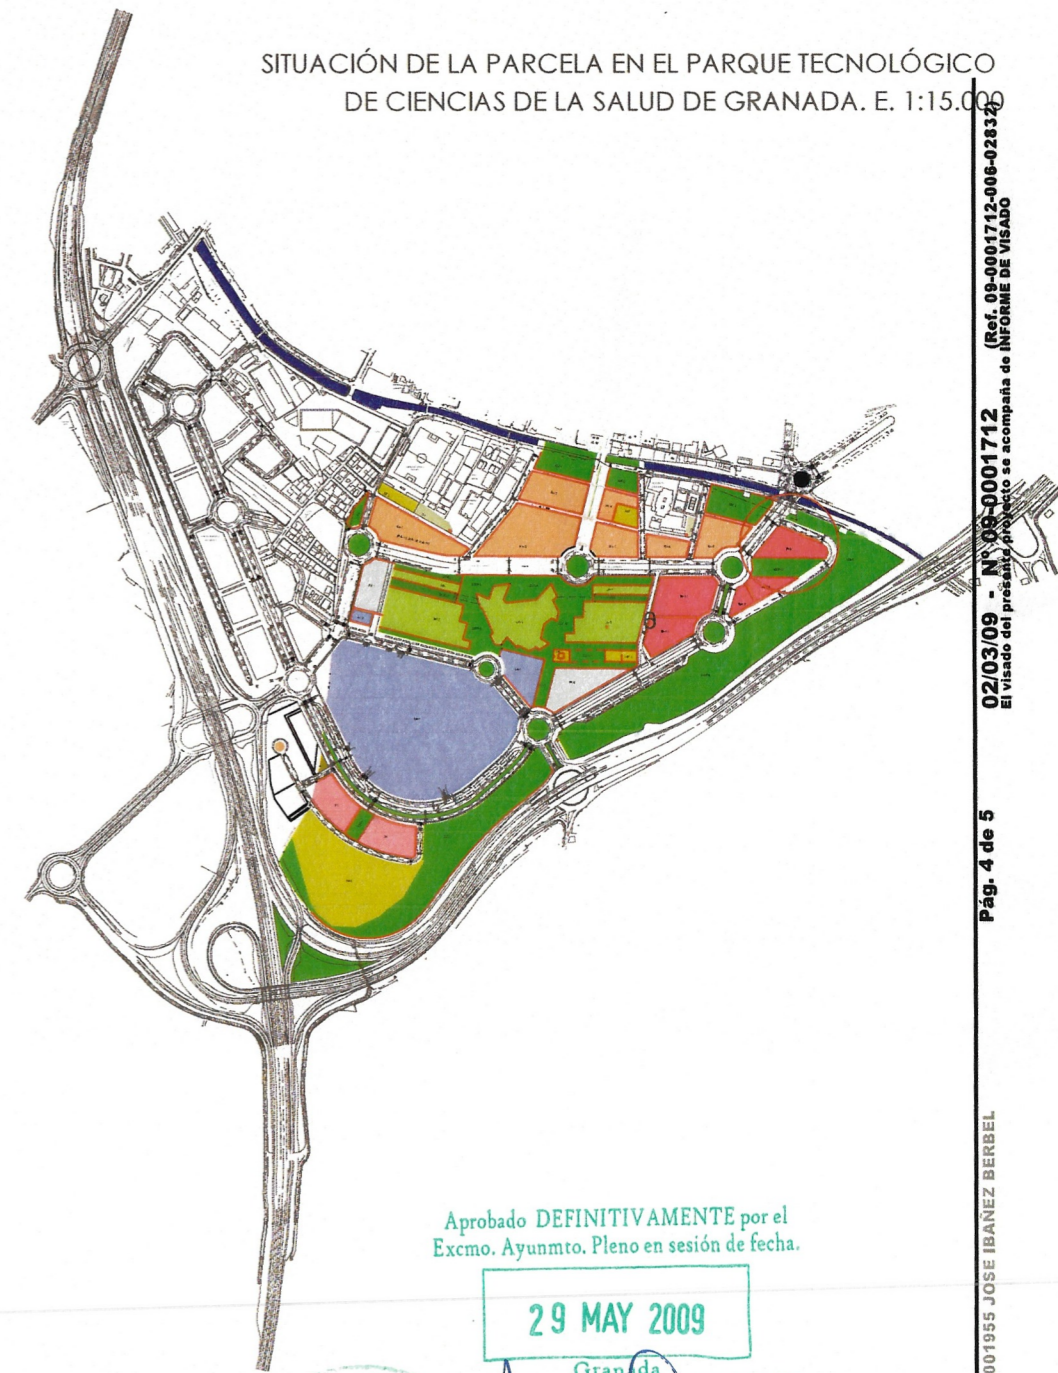 SITUACIÓN DE LA PARCELA EN EL PARQUE TECNOLÓGICO
DE CIENCIAS DE LA SALUD DE GRANADA. E. 1:15.000
02/03/09 - Nº 09-0001712 (Ref. 09-0001712-006-02832)
El visado del presente proyecto se acompaña de INFORME DE VISADO
Pág. 4 de 5
001955 JOSE IBAÑEZ BERBEL
Aprobado DEFINITIVAMENTE por el
Excmo. Ayunmto. Pleno en sesión de fecha.
29 MAY 2009
Granada